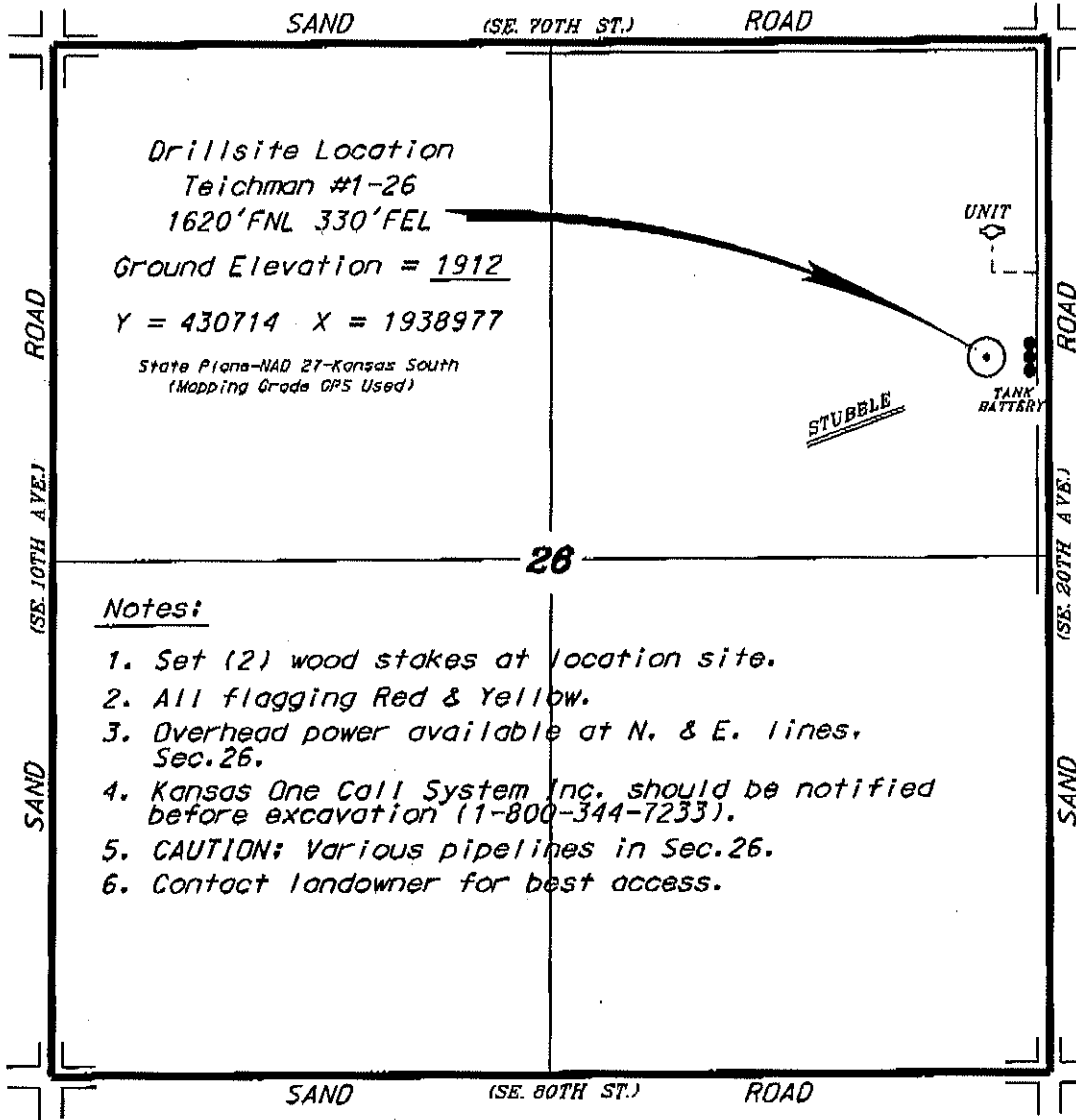 SAND (SE. 70TH ST.) ROAD
Drillsite Location
Teichman #1-26
1620'FNL 330'FEL
Ground Elevation = 1912
Y = 430714 X = 1938977
State Plane-NAD 27-Kansas South
(Mapping Grade GPS Used)
UNIT
TANK
BATTERY
STUBBLE
ROAD
(SE. 10TH AVE.)
SAND
ROAD
(SE. 20TH AVE.)
SAND
26
Notes:
1. Set (2) wood stakes at location site.
2. All flagging Red & Yellow.
3. Overhead power available at N. & E. lines,
Sec.26.
4. Kansas One Call System Inc. should be notified
before excavation (1-800-344-7233).
5. CAUTION: Various pipelines in Sec.26.
6. Contact landowner for best access.
SAND (SE. 80TH ST.) ROAD